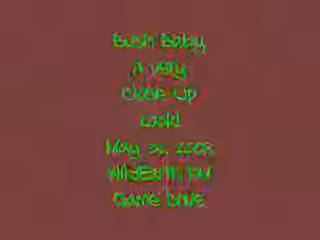 Bush Baby
A Very
Close Up
Look!
May 30, 2008
WildEarth.TV
Game Drive